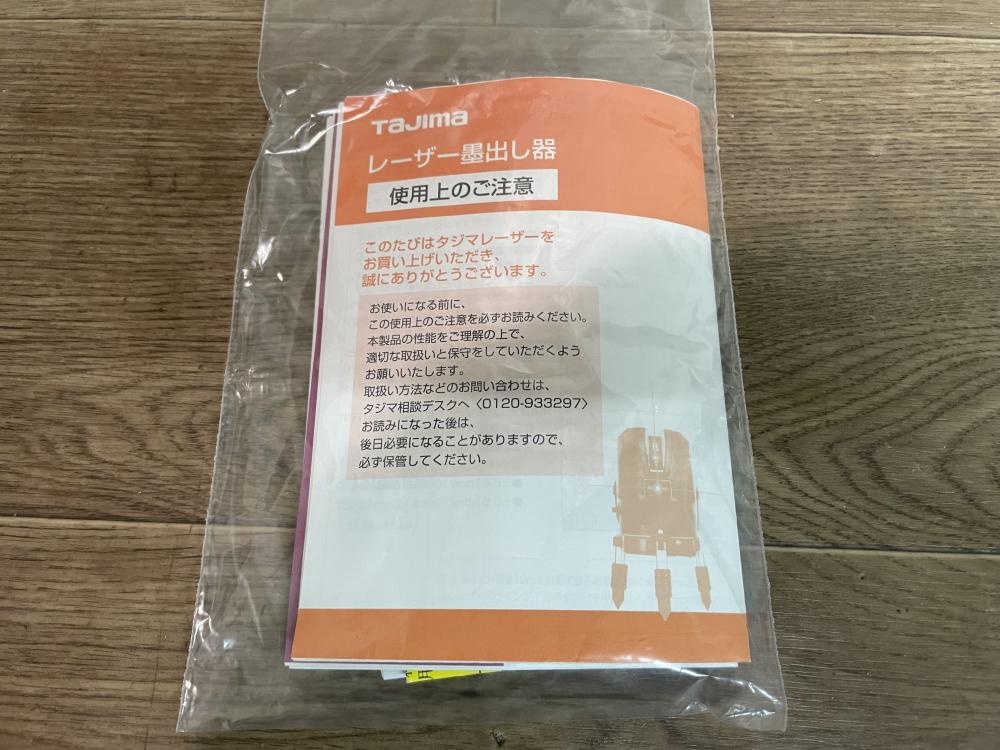 TAJIMA
レーザー墨出し器
使用上のご注意
このたびはタジマレーザーを
お買い上げいただき、
誠にありがとうございます。
お使いになる前に、
この使用上のご注意を必ずお読みください。
本製品の性能をご理解の上で、
適切な取扱いと保守をしていただくよう
お願いいたします。
取扱い方法などのお問い合わせは、
タジマ相談デスクへ〈0120-933297〉
お読みになった後は、
後日必要になることがありますので、
必ず保管してください。